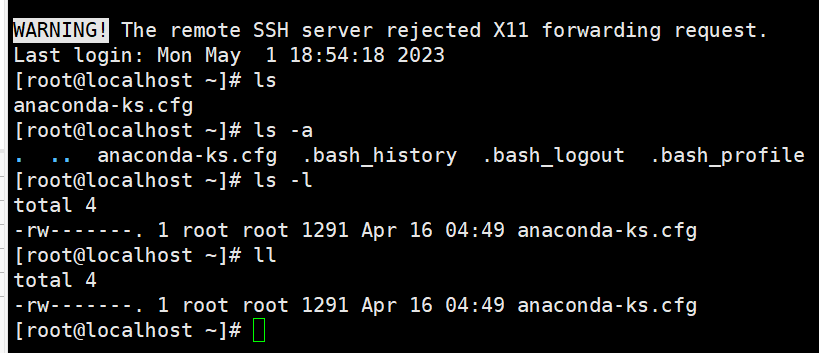 WARNING! The remote SSH server rejected X11 forwarding request.
Last login: Mon May  1 18:54:18 2023
[root@localhost ~]# ls
anaconda-ks.cfg
[root@localhost ~]# ls -a
.  ..  anaconda-ks.cfg  .bash_history  .bash_logout  .bash_profile
[root@localhost ~]# ls -l
total 4
-rw-------. 1 root root 1291 Apr 16 04:49 anaconda-ks.cfg
[root@localhost ~]# ll
total 4
-rw-------. 1 root root 1291 Apr 16 04:49 anaconda-ks.cfg
[root@localhost ~]#